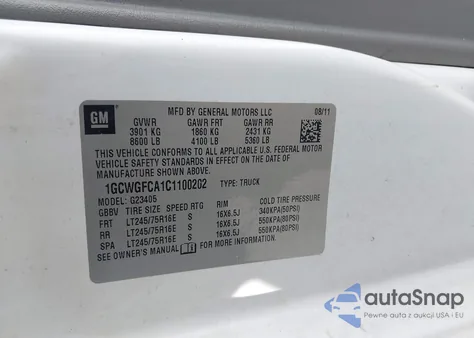 GM
MFD BY GENERAL MOTORS LLC
08/11
GVWR GAWR FRT GAWR RR
3901 KG 1860 KG 2431 KG
8600 LB 4100 LB 5360 LB
THIS VEHICLE CONFORMS TO ALL APPLICABLE U.S. FEDERAL MOTOR
VEHICLE SAFETY STANDARDS IN EFFECT ON THE DATE OF
MANUFACTURE SHOWN ABOVE.
1GCWGFCA1C1100202 TYPE: TRUCK
MODEL: G23405
GBBV TIRE SIZE SPEED RTG RIM COLD TIRE PRESSURE
FRT LT245/75R16E S 16X6.5J 340KPA(50PSI)
RR LT245/75R16E S 16X6.5J 550KPA(80PSI)
SPA LT245/75R16E S 16X6.5J 550KPA(80PSI)
SEE OWNER'S MANUAL FOR MORE INFORMATION.
autoSnap
Pewne auta z USA i EU